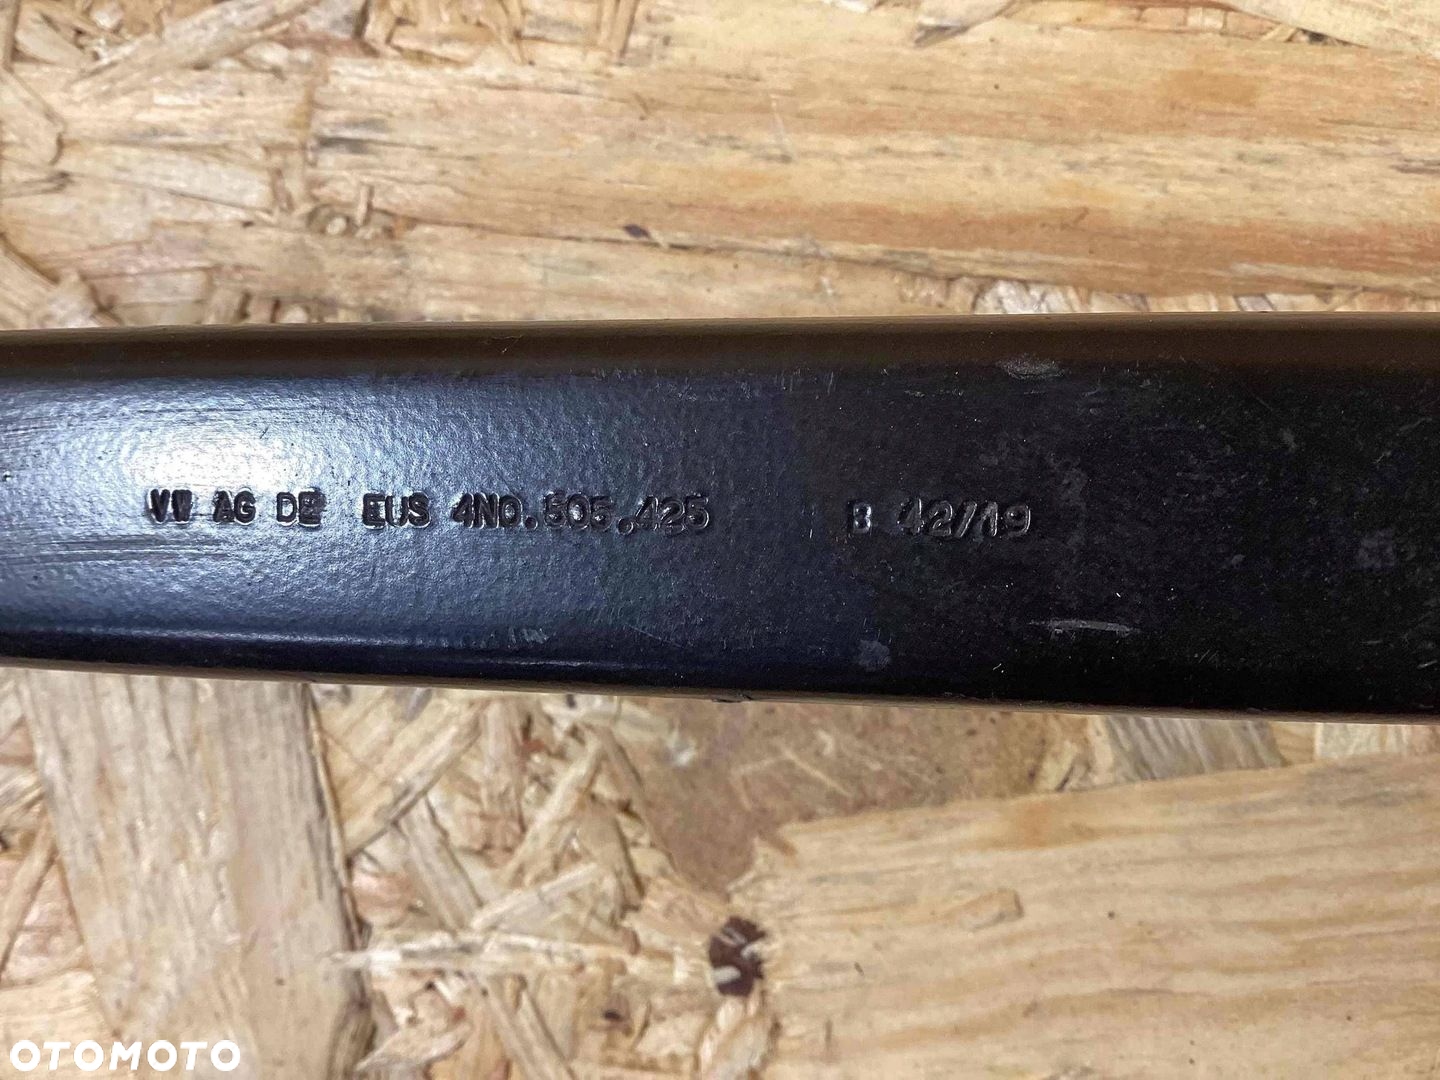 VW AG DE EUS 4N0.505.425 B 42/19
OTOMOTO